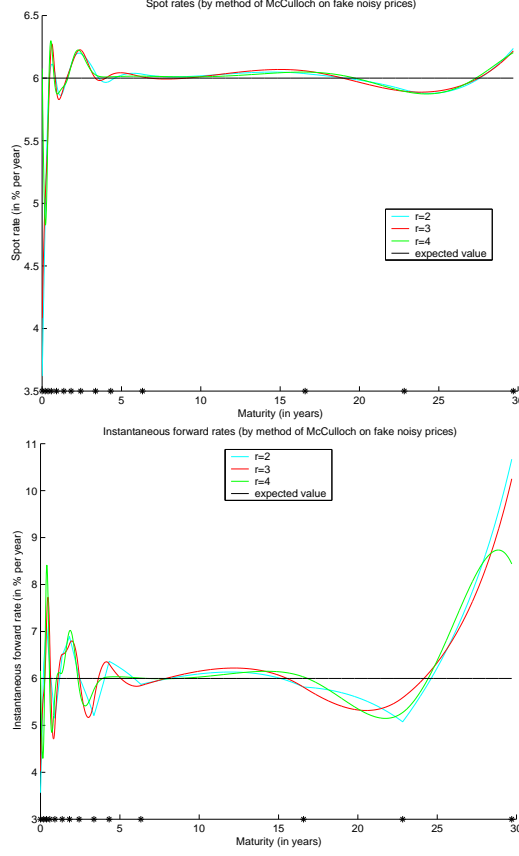 Spot rates (by method of McCulloch on fake noisy prices)
6.5
6
5.5
5
4.5
4
3.5
Spot rate (in % per year)
r=2
r=3
r=4
expected value
0 5 10 15 20 25 30
Maturity (in years)
Instantaneous forward rates (by method of McCulloch on fake noisy prices)
11
10
9
8
7
6
5
4
3
Instantaneous forward rate (in % per year)
r=2
r=3
r=4
expected value
0 5 10 15 20 25 30
Maturity (in years)